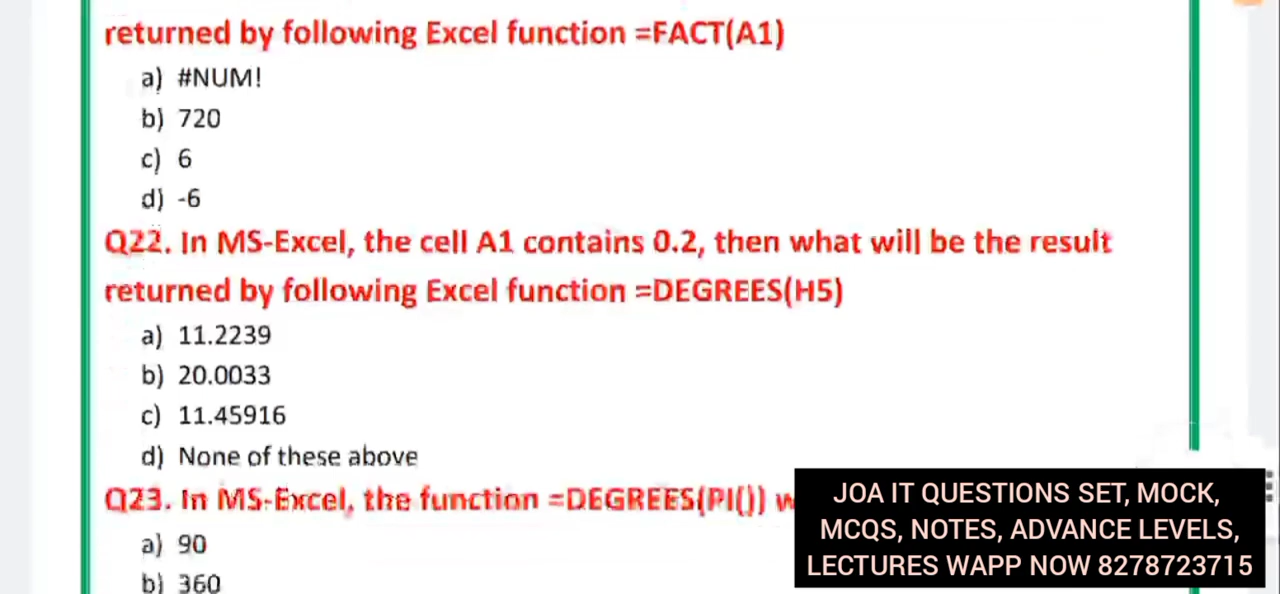 returned by following Excel function =FACT(A1)
a) #NUM!
b) 720
c) 6
d) -6
Q22. In MS-Excel, the cell A1 contains 0.2, then what will be the result
returned by following Excel function =DEGREES(H5)
a) 11.2239
b) 20.0033
c) 11.45916
d) None of these above
Q23. In MS-Excel, the function =DEGREES(PI()) w
a) 90
b) 360
JOA IT QUESTIONS SET, MOCK,
MCQS, NOTES, ADVANCE LEVELS,
LECTURES WAPP NOW 8278723715